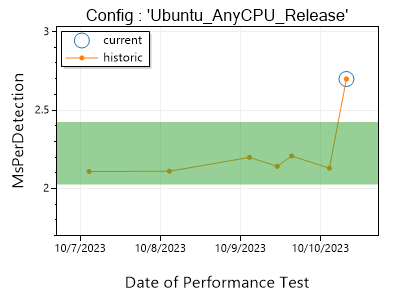 Config : 'Ubuntu_AnyCPU_Release'
current
historic
3
2.5
2
MsPerDetection
10/7/2023
10/8/2023
10/9/2023
10/10/2023
Date of Performance Test